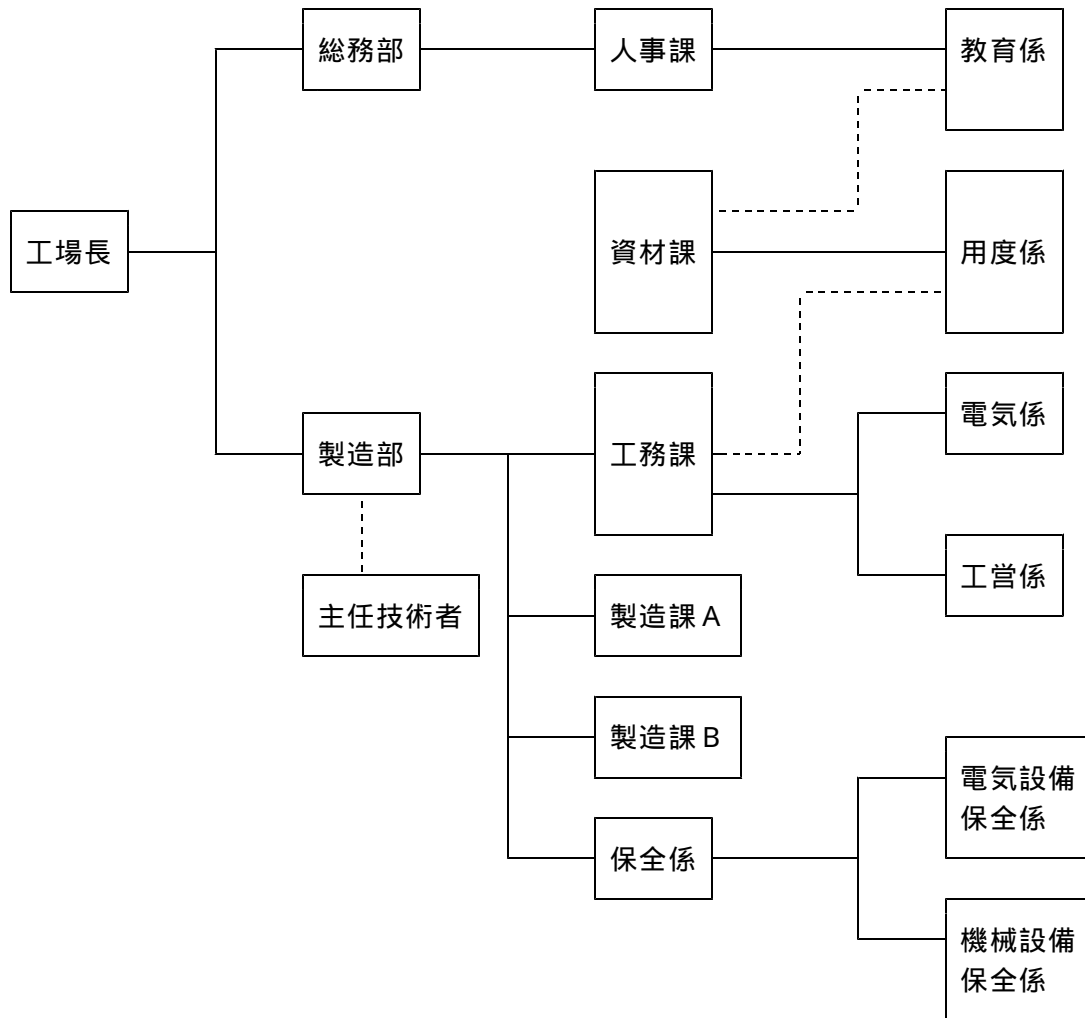 総務部
人事課
教育係
工場長
資材課
用度係
製造部
工務課
電気係
工営係
主任技術者
製造課A
製造課B
保全係
電気設備
保全係
機械設備
保全係